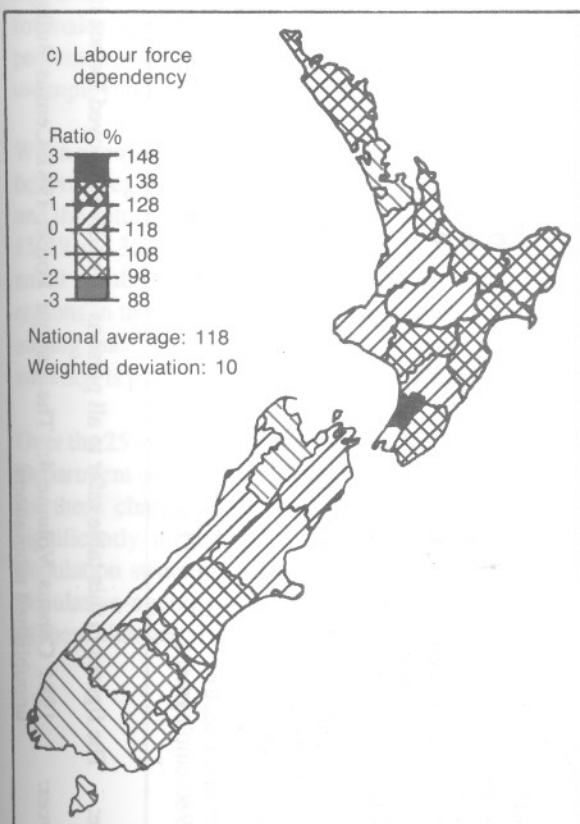 c) Labour force
dependency
Ratio %
3 148
2 138
1 128
0 118
-1 108
-2 98
-3 88
National average: 118
Weighted deviation: 10